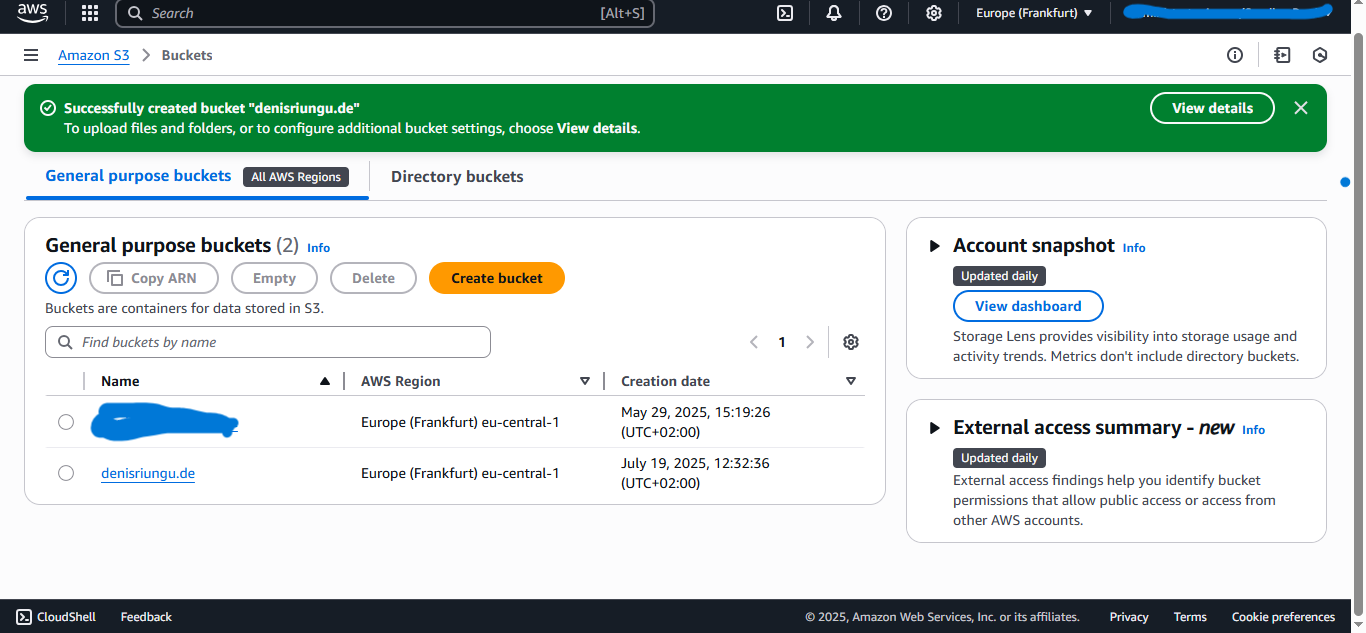 aws
Search [Alt+S] Europe (Frankfurt)
Amazon S3 Buckets
Successfully created bucket "denisriungu.de"
To upload files and folders, or to configure additional bucket settings, choose View details.
View details
General purpose buckets All AWS Regions Directory buckets
General purpose buckets (2) Info
Copy ARN Empty Delete Create bucket
Buckets are containers for data stored in S3.
Find buckets by name
1
Name AWS Region Creation date
Europe (Frankfurt) eu-central-1 May 29, 2025, 15:19:26
(UTC+02:00)
denisriungu.de Europe (Frankfurt) eu-central-1 July 19, 2025, 12:32:36
(UTC+02:00)
Account snapshot Info
Updated daily
View dashboard
Storage Lens provides visibility into storage usage and
activity trends. Metrics don't include directory buckets.
External access summary - new Info
Updated daily
External access findings help you identify bucket
permissions that allow public access or access from
other AWS accounts.
CloudShell Feedback © 2025, Amazon Web Services, Inc. or its affiliates. Privacy Terms Cookie preferences